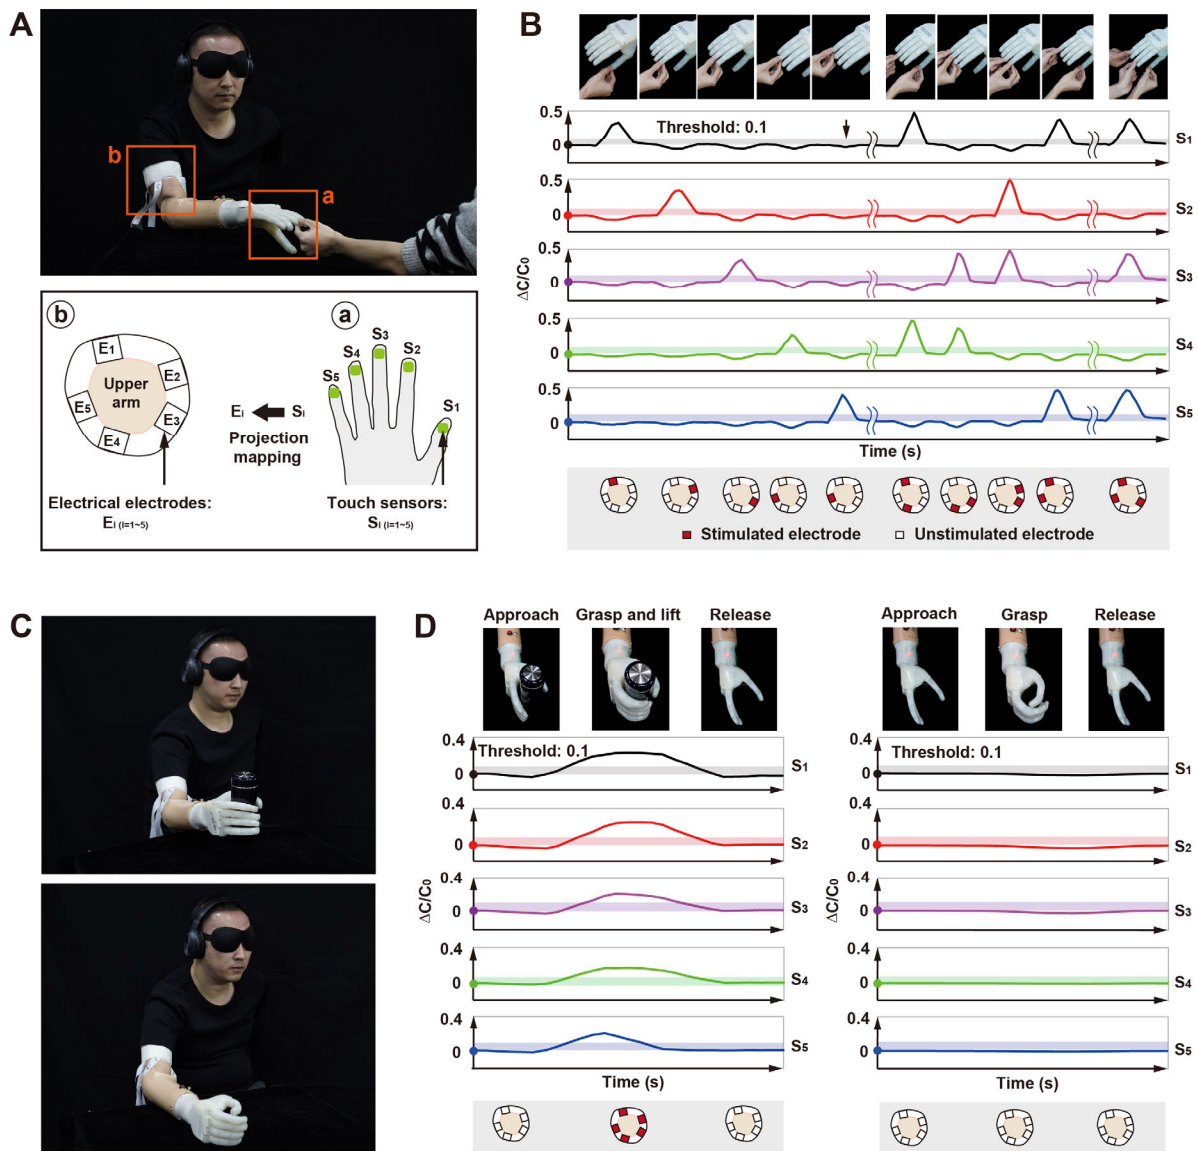 A
b
a
b
a
E1
E2
E3
E4
E5
Upper
arm
Ei
Si
Projection
mapping
S5
S4
S3
S2
S1
Electrical electrodes:
Ei (i=1~5)
Touch sensors:
Si (i=1~5)
B
0.5
0
Threshold: 0.1
S1
0.5
0
S2
0.5
0
S3
ΔC/C0
0.5
0
S4
0.5
0
S5
Time (s)
Stimulated electrode
Unstimulated electrode
C
D
Approach
Grasp and lift
Release
0.4
0
Threshold: 0.1
S1
0.4
0
S2
0.4
0
S3
ΔC/C0
0.4
0
S4
0.4
0
S5
Time (s)
Approach
Grasp
Release
0.4
0
Threshold: 0.1
S1
0.4
0
S2
0.4
0
S3
ΔC/C0
0.4
0
S4
0.4
0
S5
Time (s)